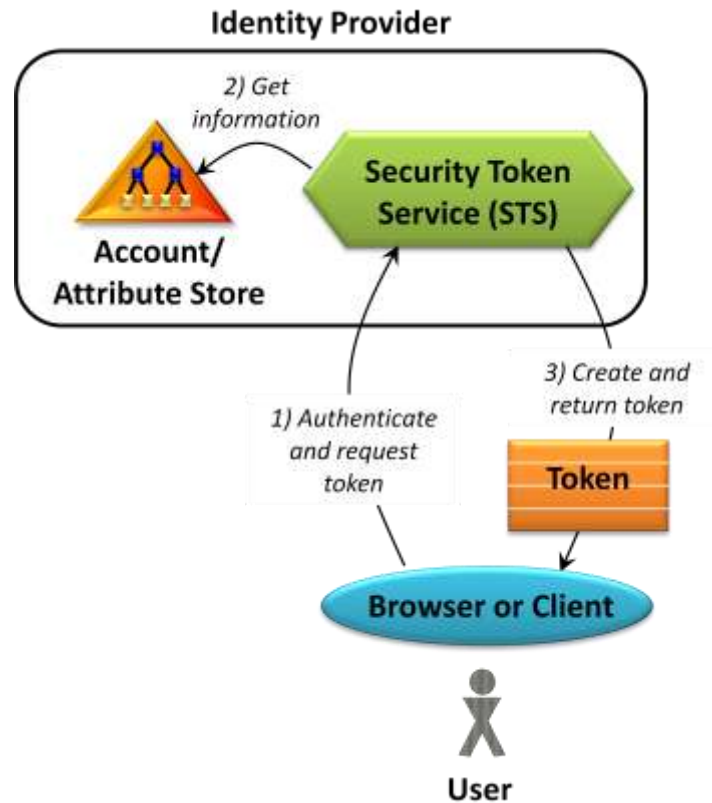 Identity Provider
2) Get
information
Security Token
Service (STS)
Account/
Attribute Store
1) Authenticate
and request
token
3) Create and
return token
Token
Browser or Client
User